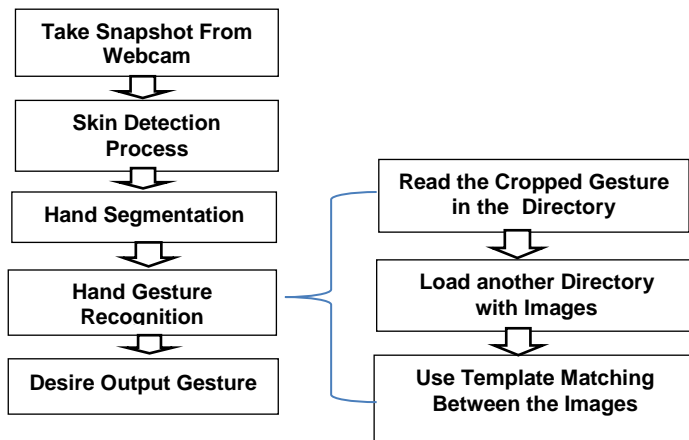 Take Snapshot From
Webcam
Skin Detection
Process
Hand Segmentation
Hand Gesture
Recognition
Desire Output Gesture
Read the Cropped Gesture
in the Directory
Load another Directory
with Images
Use Template Matching
Between the Images